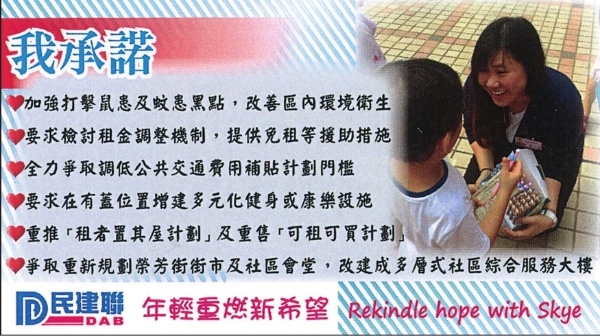 我承諾
加強打擊鼠患及蚊患黑點，改善區內環境衛生
要求檢討租金調整機制，提供免租等援助措施
全力爭取調低公共交通費用補貼計劃門檻
要求在有蓋位置增建多元化健身或康樂設施
重推「租者置其屋計劃」及重售「可租可買計劃」
爭取重新規劃榮芳街街市及社區會堂，改建成多層式社區綜合服務大樓
民建聯 DAB 年輕重燃新希望 Rekindle hope with Skye